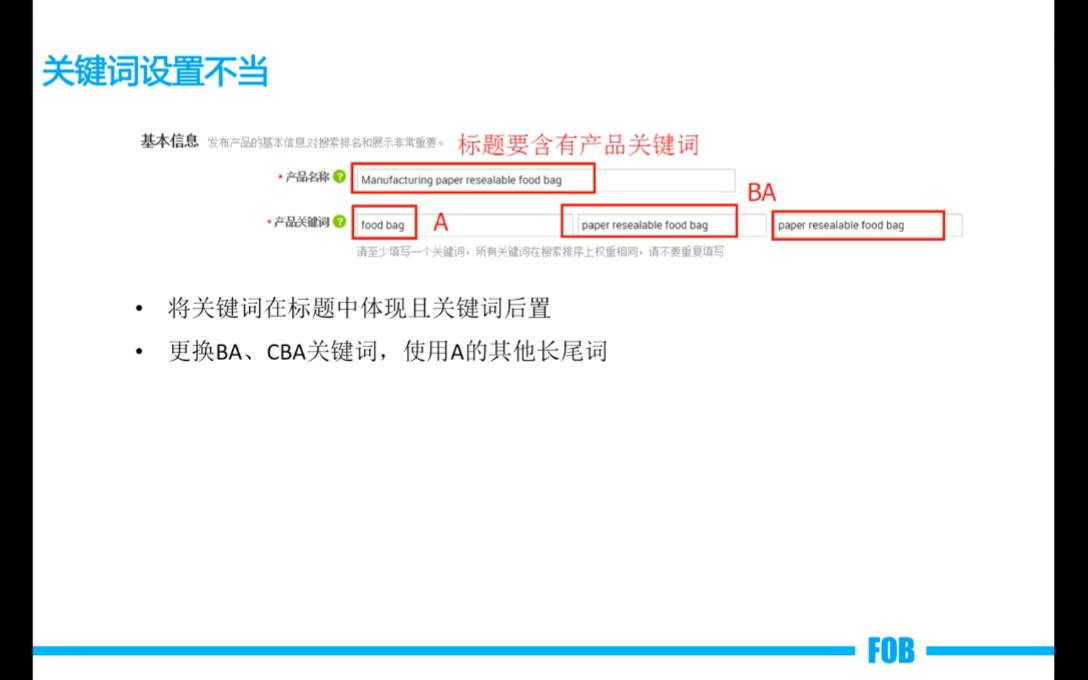 关键词设置不当
基本信息 发布产品的基本信息对搜索排名和展示非常重要。 标题要含有产品关键词
* 产品名称 ? Manufacturing paper resealable food bag
BA
* 产品关键词 ? food bag A paper resealable food bag paper resealable food bag
请至少填写一个关键词，所有关键词在搜索排序上权重相同，请不要重复填写
• 将关键词在标题中体现且关键词后置
• 更换BA、CBA关键词，使用A的其他长尾词
FOB